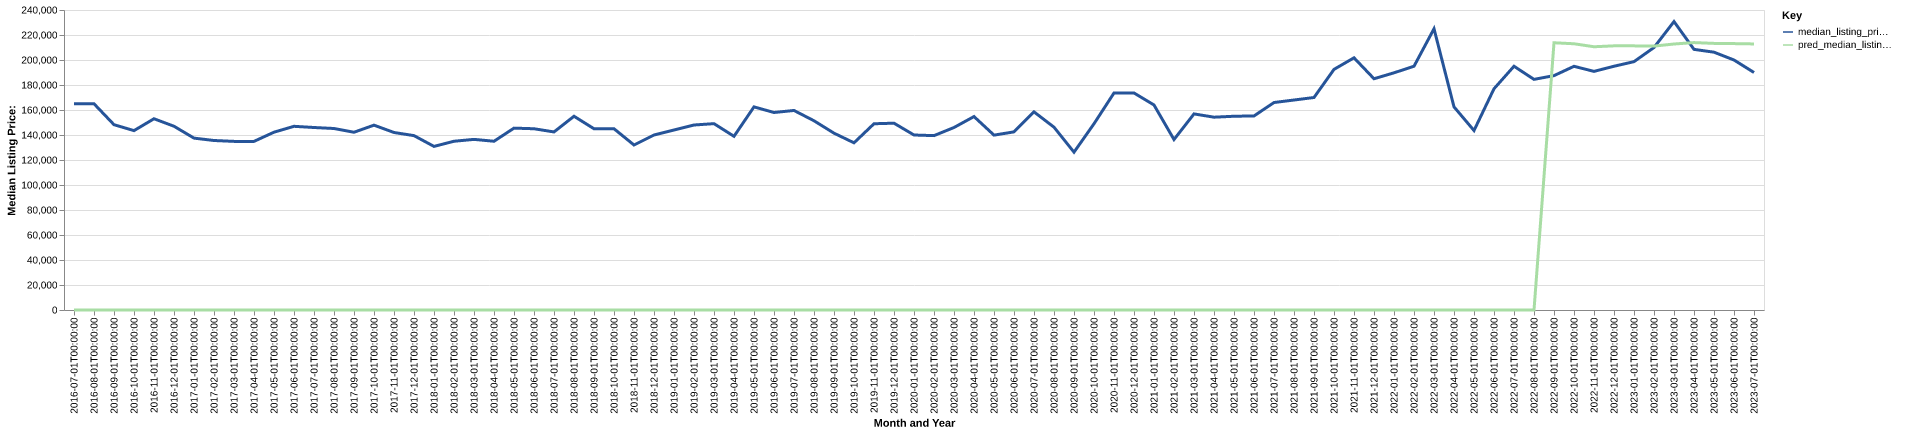 240,000
220,000
200,000
180,000
160,000
140,000
120,000
100,000
80,000
60,000
40,000
20,000
0
Median Listing Price:
2016-07-01T00:00:00
2016-08-01T00:00:00
2016-09-01T00:00:00
2016-10-01T00:00:00
2016-11-01T00:00:00
2016-12-01T00:00:00
2017-01-01T00:00:00
2017-02-01T00:00:00
2017-03-01T00:00:00
2017-04-01T00:00:00
2017-05-01T00:00:00
2017-06-01T00:00:00
2017-07-01T00:00:00
2017-08-01T00:00:00
2017-09-01T00:00:00
2017-10-01T00:00:00
2017-11-01T00:00:00
2017-12-01T00:00:00
2018-01-01T00:00:00
2018-02-01T00:00:00
2018-03-01T00:00:00
2018-04-01T00:00:00
2018-05-01T00:00:00
2018-06-01T00:00:00
2018-07-01T00:00:00
2018-08-01T00:00:00
2018-09-01T00:00:00
2018-10-01T00:00:00
2018-11-01T00:00:00
2018-12-01T00:00:00
2019-01-01T00:00:00
2019-02-01T00:00:00
2019-03-01T00:00:00
2019-04-01T00:00:00
2019-05-01T00:00:00
2019-06-01T00:00:00
2019-07-01T00:00:00
2019-08-01T00:00:00
2019-09-01T00:00:00
2019-10-01T00:00:00
2019-11-01T00:00:00
2019-12-01T00:00:00
2020-01-01T00:00:00
2020-02-01T00:00:00
2020-03-01T00:00:00
2020-04-01T00:00:00
2020-05-01T00:00:00
2020-06-01T00:00:00
2020-07-01T00:00:00
2020-08-01T00:00:00
2020-09-01T00:00:00
2020-10-01T00:00:00
2020-11-01T00:00:00
2020-12-01T00:00:00
2021-01-01T00:00:00
2021-02-01T00:00:00
2021-03-01T00:00:00
2021-04-01T00:00:00
2021-05-01T00:00:00
2021-06-01T00:00:00
2021-07-01T00:00:00
2021-08-01T00:00:00
2021-09-01T00:00:00
2021-10-01T00:00:00
2021-11-01T00:00:00
2021-12-01T00:00:00
2022-01-01T00:00:00
2022-02-01T00:00:00
2022-03-01T00:00:00
2022-04-01T00:00:00
2022-05-01T00:00:00
2022-06-01T00:00:00
2022-07-01T00:00:00
2022-08-01T00:00:00
2022-09-01T00:00:00
2022-10-01T00:00:00
2022-11-01T00:00:00
2022-12-01T00:00:00
2023-01-01T00:00:00
2023-02-01T00:00:00
2023-03-01T00:00:00
2023-04-01T00:00:00
2023-05-01T00:00:00
2023-06-01T00:00:00
2023-07-01T00:00:00
Month and Year
Key
median_listing_pri…
pred_median_listin…